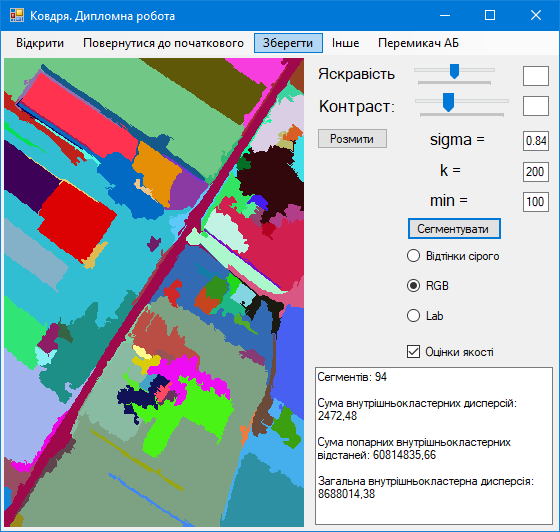 Ковдря. Дипломна робота
Відкрити Повернутися до початкового Зберегти Інше Перемикач АБ
Яскравість
Контраст:
Розмити sigma = 0.84
k = 200
min = 100
Сегментувати
Відтінки сірого
RGB
Lab
Оцінки якості
Сегментів: 94
Сума внутрішньокластерних дисперсій:
2472,48
Сума попарних внутрішньокластерних
відстаней: 60814835,66
Загальна внутрішньокластерна дисперсія:
8688014,38